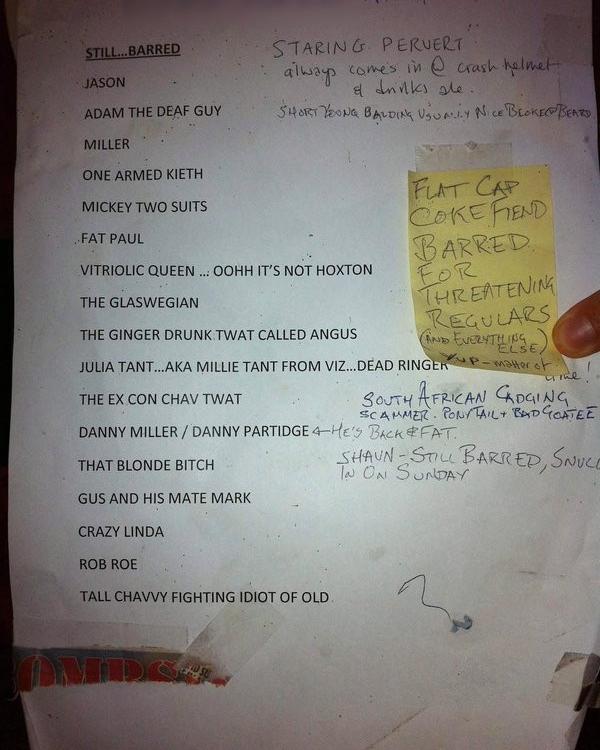 STILL...BARRED
STARING PERVERT
always comes in @ crash helmet
& drinks ale.
JASON
ADAM THE DEAF GUY
SHORT YOUNG BALDING USUALLY NICE BLOKE @ BEARD
MILLER
ONE ARMED KIETH
MICKEY TWO SUITS
FAT PAUL
VITRIOLIC QUEEN ... OOHH IT'S NOT HOXTON
THE GLASWEGIAN
THE GINGER DRUNK TWAT CALLED ANGUS
JULIA TANT...AKA MILLIE TANT FROM VIZ...DEAD RINGER
THE EX CON CHAV TWAT
DANNY MILLER / DANNY PARTIDGE ← HE'S BACK & FAT.
THAT BLONDE BITCH
GUS AND HIS MATE MARK
CRAZY LINDA
ROB ROE
TALL CHAVVY FIGHTING IDIOT OF OLD
FLAT CAP
COKE FIEND
BARRED
FOR
THREATENING
REGULARS
(AND EVERYTHING
ELSE)
YUP - matter of
time!
SOUTH AFRICAN CADGING
SCAMMER. PONYTAIL + BAD GOATEE
SHAUN - STILL BARRED, SNUCK
IN ON SUNDAY